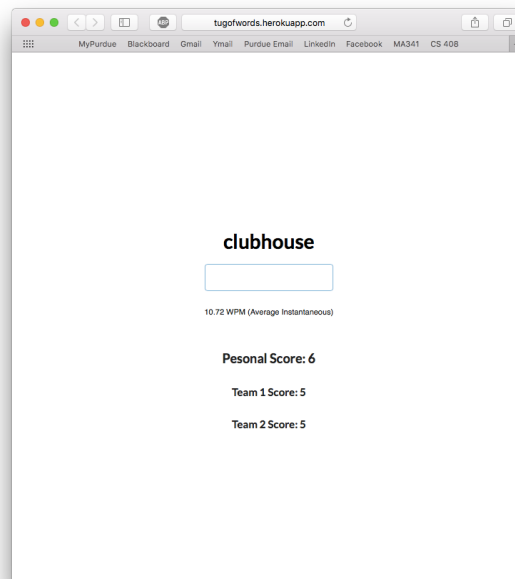 ABP
tugofwords.herokuapp.com
MyPurdue Blackboard Gmail Ymail Purdue Email LinkedIn Facebook MA341 CS 408
clubhouse
10.72 WPM (Average Instantaneous)
Pesonal Score: 6
Team 1 Score: 5
Team 2 Score: 5